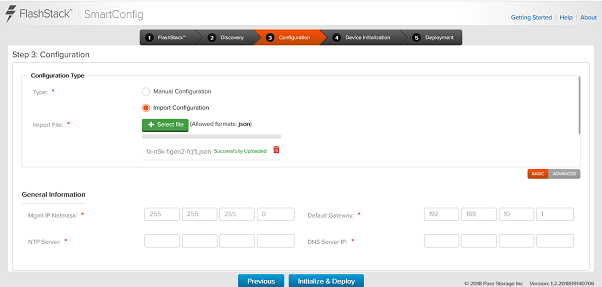 FlashStack™ SmartConfig
Getting Started | Help | About
1 FlashStack™ 2 Discovery 3 Configuration 4 Device Initialization 5 Deployment
Step 3: Configuration
Configuration Type
Type: * Manual Configuration
Import Configuration
Import File: * + Select file (Allowed formats: json)
fa-n5k-figen2-fc(1).json Successfully Uploaded
BASIC ADVANCED
General Information
Mgmt IP Netmask: * 255 255 255 0 Default Gateway: * 192 168 10 1
NTP Server: * DNS Server IP: *
Previous Initialize & Deploy
© 2018 Pure Storage Inc Version: 1.2.201809140706